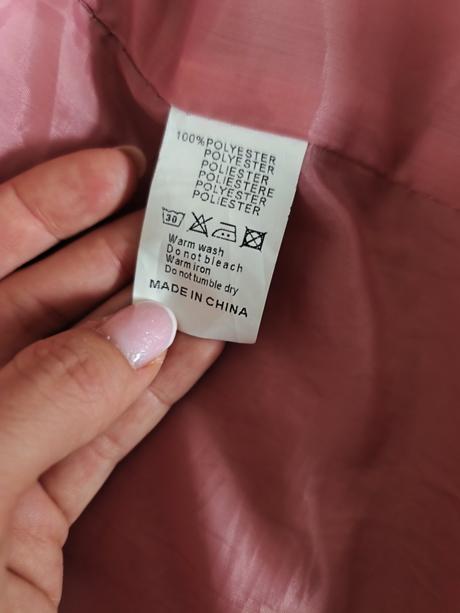 100% POLYESTER
POLYESTER
POLIESTER
POLIESTERE
POLYESTER
POLiESTER
30
Warm wash
Do not bleach
Warm iron
Do not tumble dry
MADE IN CHINA